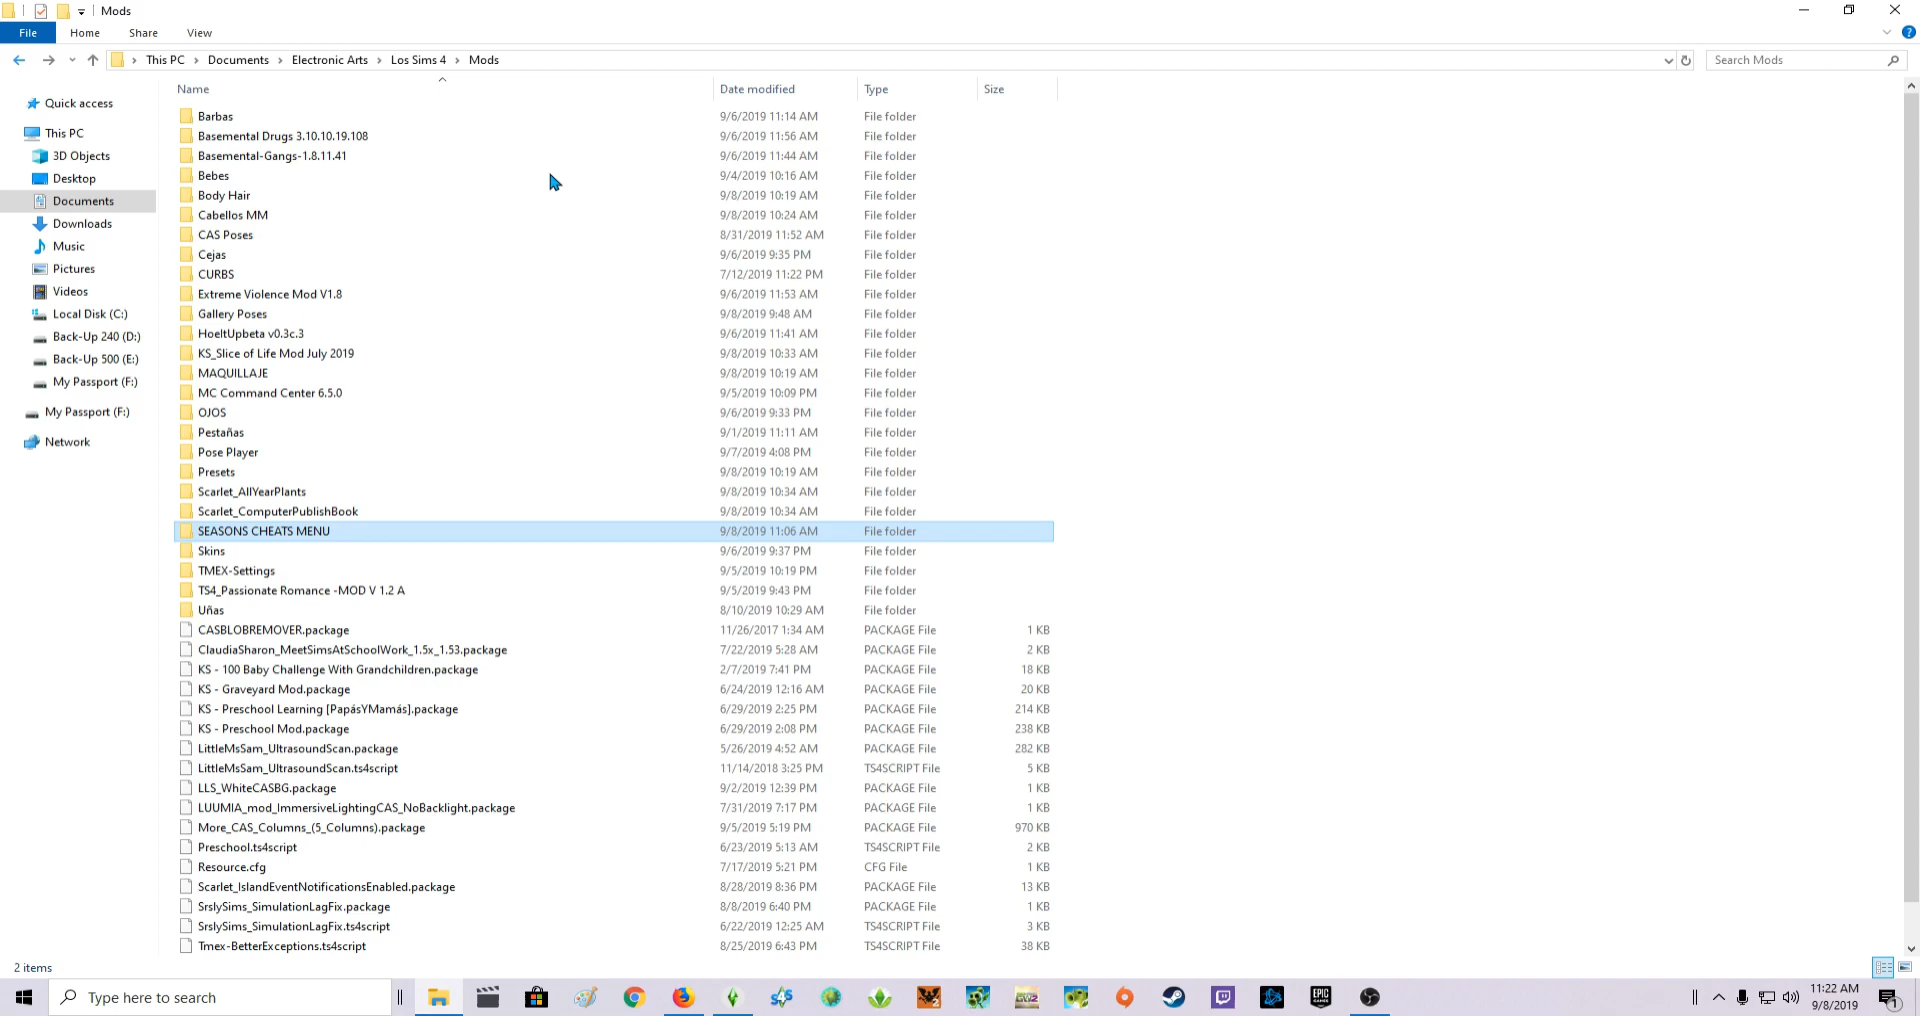 Mods
File Home Share View
This PC Documents Electronic Arts Los Sims 4 Mods
Search Mods
Name Date modified Type Size
Quick access
This PC
3D Objects
Desktop
Documents
Downloads
Music
Pictures
Videos
Local Disk (C:)
Back-Up 240 (D:)
Back-Up 500 (E:)
My Passport (F:)
My Passport (F:)
Network
Barbas 9/6/2019 11:14 AM File folder
Basemental Drugs 3.10.10.19.108 9/6/2019 11:56 AM File folder
Basemental-Gangs-1.8.11.41 9/6/2019 11:44 AM File folder
Bebes 9/4/2019 10:16 AM File folder
Body Hair 9/8/2019 10:19 AM File folder
Cabellos MM 9/8/2019 10:24 AM File folder
CAS Poses 8/31/2019 11:52 AM File folder
Cejas 9/6/2019 9:35 PM File folder
CURBS 7/12/2019 11:22 PM File folder
Extreme Violence Mod V1.8 9/6/2019 11:53 AM File folder
Gallery Poses 9/8/2019 9:48 AM File folder
HoeltUpbeta v0.3c.3 9/6/2019 11:41 AM File folder
KS_Slice of Life Mod July 2019 9/8/2019 10:33 AM File folder
MAQUILLAJE 9/8/2019 10:19 AM File folder
MC Command Center 6.5.0 9/5/2019 10:09 PM File folder
OJOS 9/6/2019 9:33 PM File folder
Pestañas 9/1/2019 11:11 AM File folder
Pose Player 9/7/2019 4:08 PM File folder
Presets 9/8/2019 10:19 AM File folder
Scarlet_AllYearPlants 9/8/2019 10:34 AM File folder
Scarlet_ComputerPublishBook 9/8/2019 10:34 AM File folder
SEASONS CHEATS MENU 9/8/2019 11:06 AM File folder
Skins 9/6/2019 9:37 PM File folder
TMEX-Settings 9/5/2019 10:19 PM File folder
TS4_Passionate Romance -MOD V 1.2 A 9/5/2019 9:43 PM File folder
Uñas 8/10/2019 10:29 AM File folder
CASBLOBREMOVER.package 11/26/2017 1:34 AM PACKAGE File 1 KB
ClaudiaSharon_MeetSimsAtSchoolWork_1.5x_1.53.package 7/22/2019 5:28 AM PACKAGE File 2 KB
KS - 100 Baby Challenge With Grandchildren.package 2/7/2019 7:41 PM PACKAGE File 18 KB
KS - Graveyard Mod.package 6/24/2019 12:16 AM PACKAGE File 20 KB
KS - Preschool Learning [PapásYMamás].package 6/29/2019 2:25 PM PACKAGE File 214 KB
KS - Preschool Mod.package 6/29/2019 2:08 PM PACKAGE File 238 KB
LittleMsSam_UltrasoundScan.package 5/26/2019 4:52 AM PACKAGE File 282 KB
LittleMsSam_UltrasoundScan.ts4script 11/14/2018 3:25 PM TS4SCRIPT File 5 KB
LLS_WhiteCASBG.package 9/2/2019 12:39 PM PACKAGE File 1 KB
LUUMIA_mod_ImmersiveLightingCAS_NoBacklight.package 7/31/2019 7:17 PM PACKAGE File 1 KB
More_CAS_Columns_(5_Columns).package 9/5/2019 5:19 PM PACKAGE File 970 KB
Preschool.ts4script 6/23/2019 5:13 AM TS4SCRIPT File 2 KB
Resource.cfg 7/17/2019 5:21 PM CFG File 1 KB
Scarlet_IslandEventNotificationsEnabled.package 8/28/2019 8:36 PM PACKAGE File 13 KB
SrslySims_SimulationLagFix.package 8/8/2019 6:40 PM PACKAGE File 1 KB
SrslySims_SimulationLagFix.ts4script 6/22/2019 12:25 AM TS4SCRIPT File 3 KB
Tmex-BetterExceptions.ts4script 8/25/2019 6:43 PM TS4SCRIPT File 38 KB
2 items
Type here to search
11:22 AM
9/8/2019